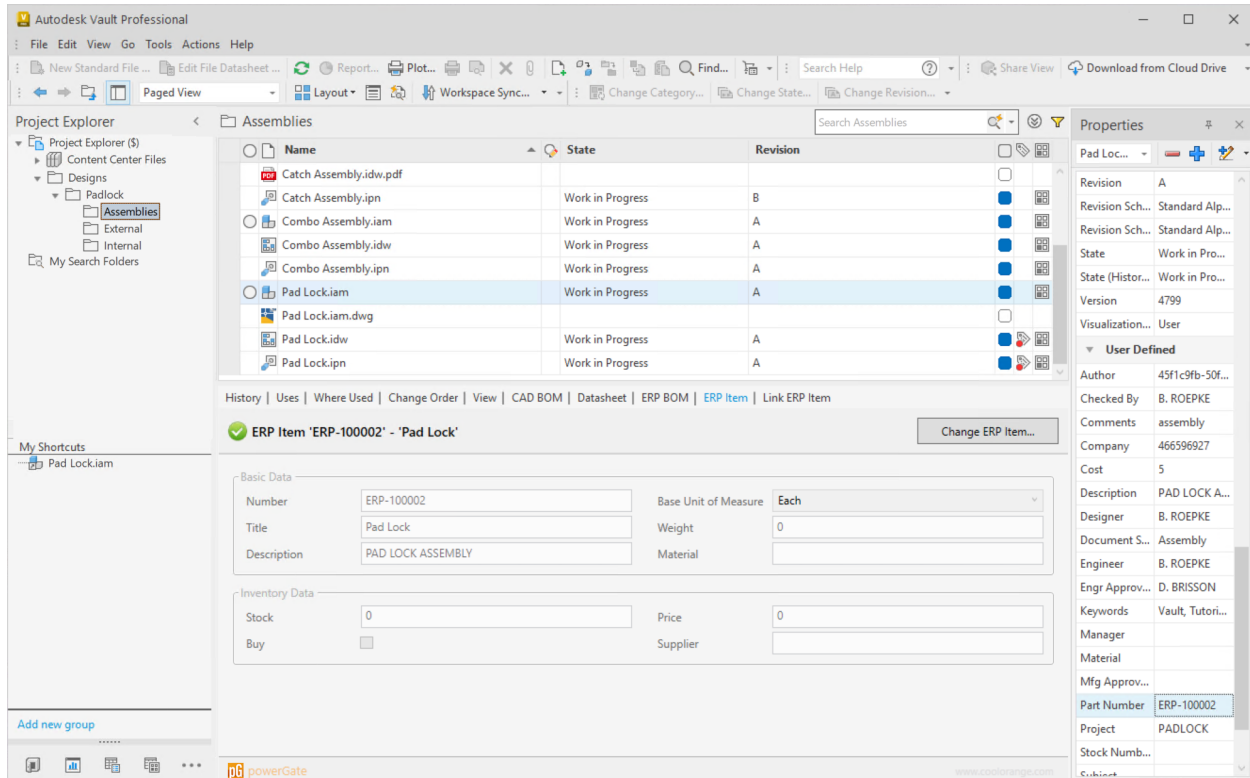 Autodesk Vault Professional
File Edit View Go Tools Actions Help
New Standard File ... Edit File Datasheet ... Report... Plot... Find... Search Help Share View Download from Cloud Drive
Paged View Layout Workspace Sync... Change Category... Change State... Change Revision...
Project Explorer
Project Explorer ($)
Content Center Files
Designs
Padlock
Assemblies
External
Internal
My Search Folders
My Shortcuts
Pad Lock.iam
Add new group
Assemblies Search Assemblies
Name State Revision
Catch Assembly.idw.pdf
Catch Assembly.ipn Work in Progress B
Combo Assembly.iam Work in Progress A
Combo Assembly.idw Work in Progress A
Combo Assembly.ipn Work in Progress A
Pad Lock.iam Work in Progress A
Pad Lock.iam.dwg
Pad Lock.idw Work in Progress A
Pad Lock.ipn Work in Progress A
History | Uses | Where Used | Change Order | View | CAD BOM | Datasheet | ERP BOM | ERP Item | Link ERP Item
ERP Item 'ERP-100002' - 'Pad Lock' Change ERP Item...
Basic Data
Number ERP-100002 Base Unit of Measure Each
Title Pad Lock Weight 0
Description PAD LOCK ASSEMBLY Material
Inventory Data
Stock 0 Price 0
Buy Supplier
pG powerGate www.coolorange.com
Properties
Pad Loc...
Revision A
Revision Sch... Standard Alp...
Revision Sch... Standard Alp...
State Work in Pro...
State (Histor... Work in Pro...
Version 4799
Visualization... User
User Defined
Author 45f1c9fb-50f...
Checked By B. ROEPKE
Comments assembly
Company 466596927
Cost 5
Description PAD LOCK A...
Designer B. ROEPKE
Document S... Assembly
Engineer B. ROEPKE
Engr Approv... D. BRISSON
Keywords Vault, Tutori...
Manager
Material
Mfg Approv...
Part Number ERP-100002
Project PADLOCK
Stock Numb...
Subject